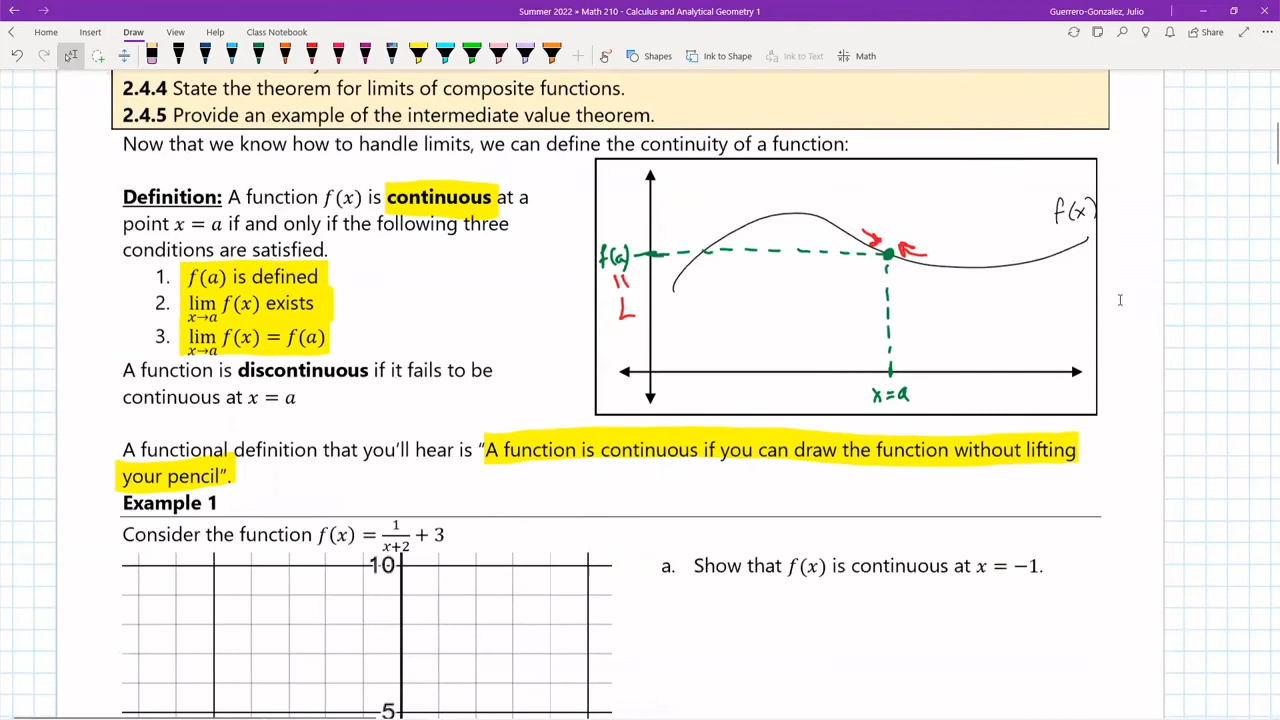 Summer 2022 » Math 210 - Calculus and Analytical Geometry 1
Guerrero-Gonzalez, Julio
Home Insert Draw View Help Class Notebook
Share
Shapes Ink to Shape Ink to Text Math
2.4.4 State the theorem for limits of composite functions.
2.4.5 Provide an example of the intermediate value theorem.
Now that we know how to handle limits, we can define the continuity of a function:
Definition: A function f(x) is continuous at a
point x = a if and only if the following three
conditions are satisfied.
1. f(a) is defined
2. lim x→a f(x) exists
3. lim x→a f(x) = f(a)
A function is discontinuous if it fails to be
continuous at x = a
f(x)
f(a)
=
L
x=a
A functional definition that you'll hear is “A function is continuous if you can draw the function without lifting
your pencil”.
Example 1
Consider the function f(x) = 1/(x+2) + 3
10
5
a. Show that f(x) is continuous at x = −1.